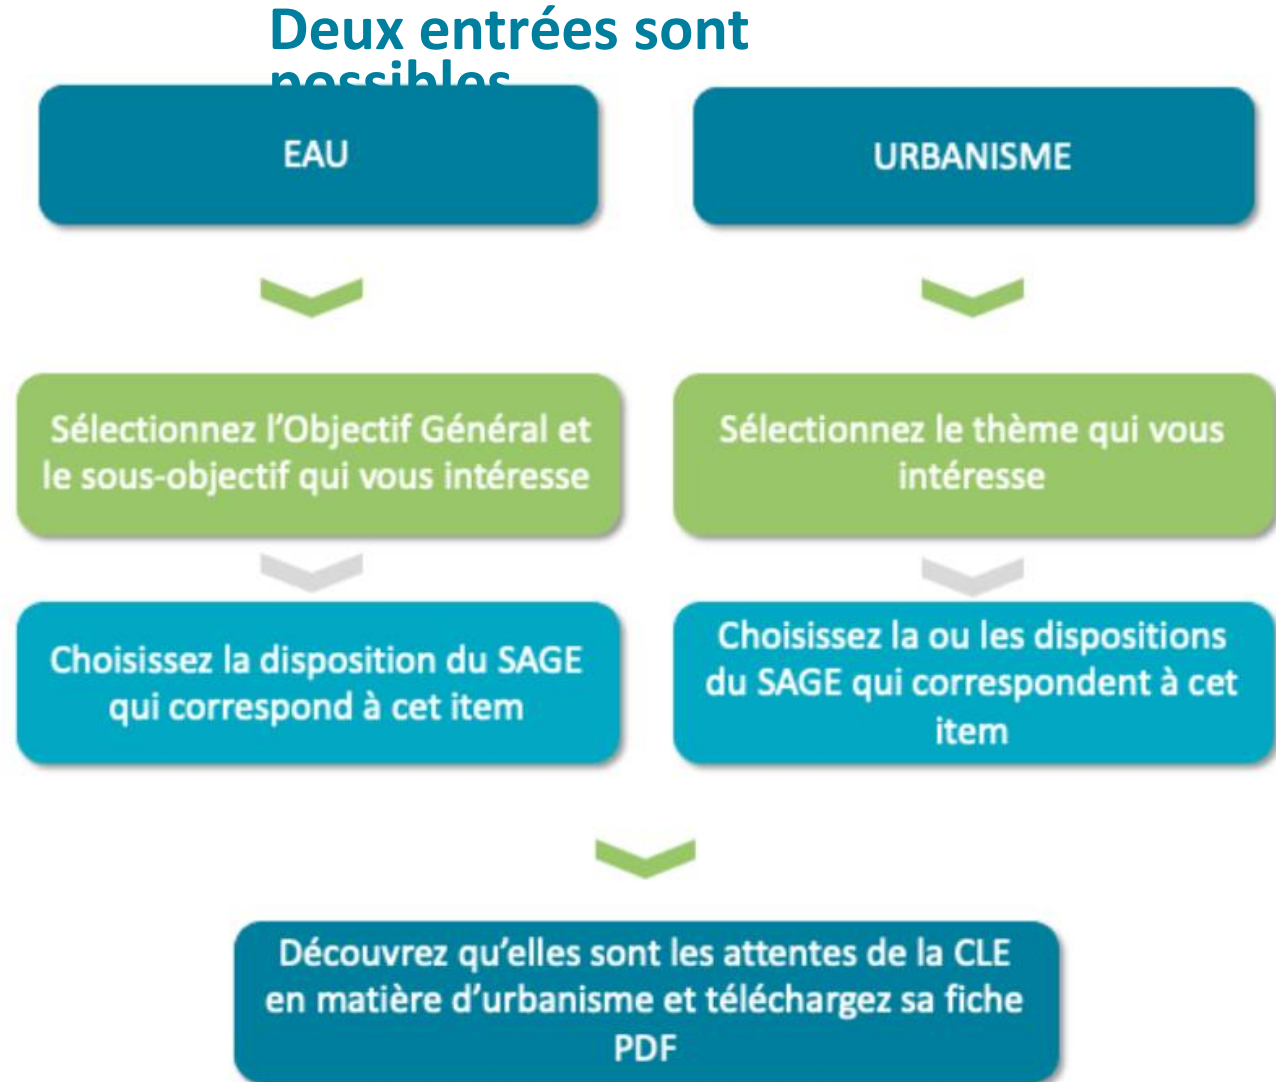 Deux entrées sont
possibles
EAU
URBANISME
Sélectionnez l'Objectif Général et
le sous-objectif qui vous intéresse
Sélectionnez le thème qui vous
intéresse
Choisissez la disposition du SAGE
qui correspond à cet item
Choisissez la ou les dispositions
du SAGE qui correspondent à cet
item
Découvrez qu'elles sont les attentes de la CLE
en matière d'urbanisme et téléchargez sa fiche
PDF